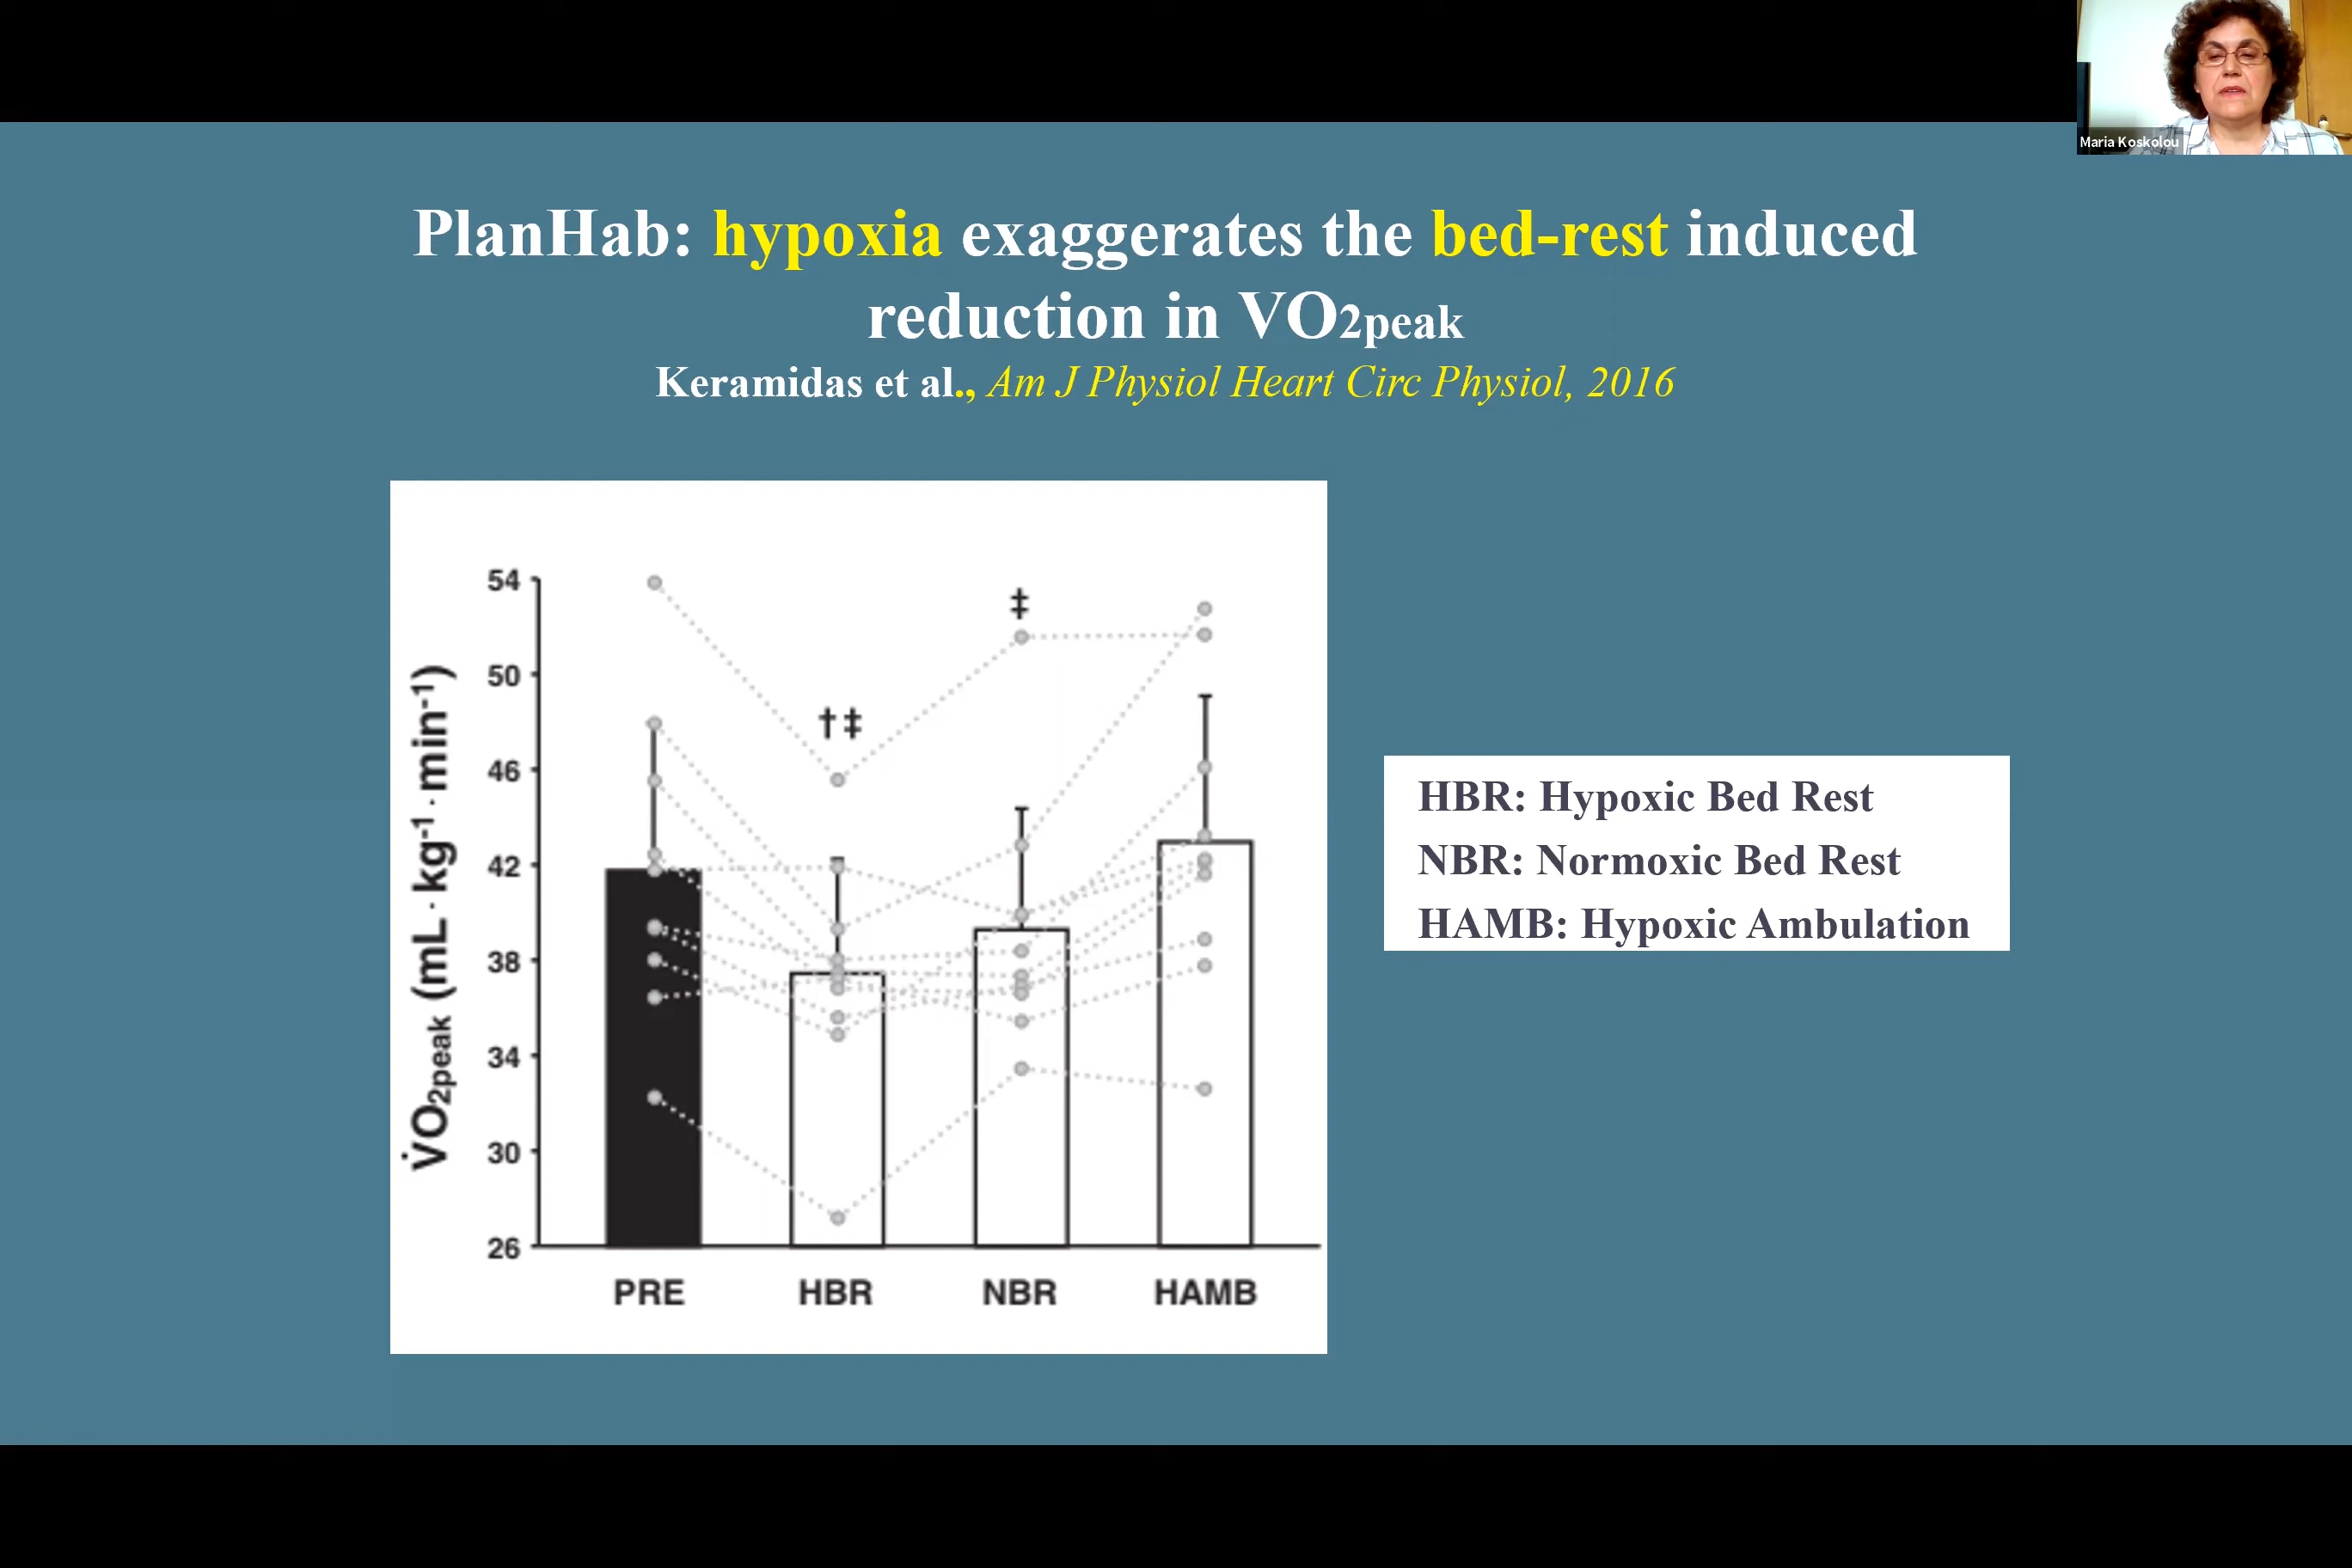 Maria Koskolou
PlanHab: hypoxia exaggerates the bed-rest induced
reduction in VO2peak
Keramidas et al., Am J Physiol Heart Circ Physiol, 2016
V̇O2peak (mL·kg-1·min-1)
54
50
46
42
38
34
30
26
†‡
‡
PRE HBR NBR HAMB
HBR: Hypoxic Bed Rest
NBR: Normoxic Bed Rest
HAMB: Hypoxic Ambulation